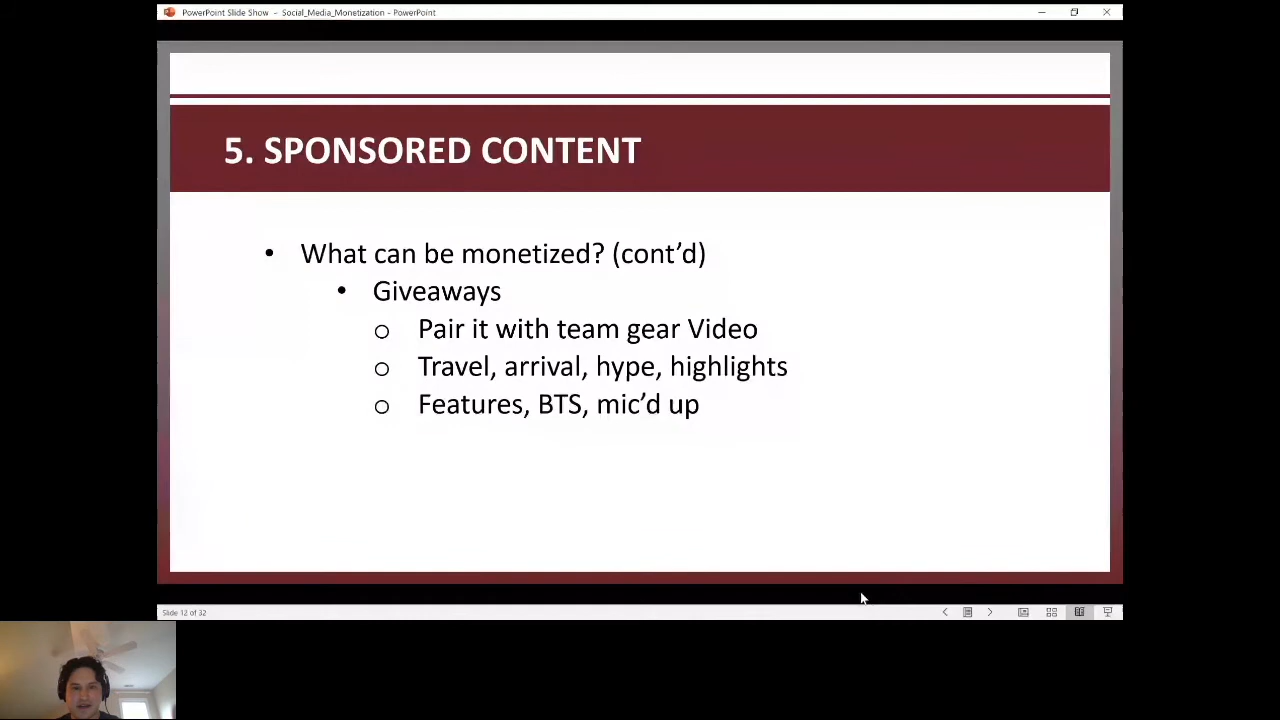 PowerPoint Slide Show - Social_Media_Monetization - PowerPoint
5. SPONSORED CONTENT
• What can be monetized? (cont’d)
• Giveaways
o Pair it with team gear Video
o Travel, arrival, hype, highlights
o Features, BTS, mic’d up
Slide 12 of 32